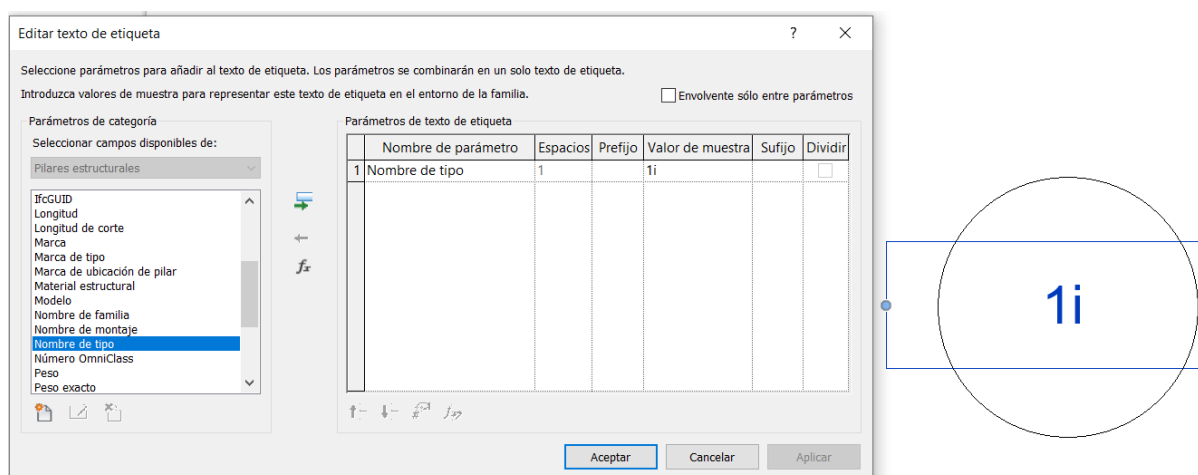 Editar texto de etiqueta
?
Seleccione parámetros para añadir al texto de etiqueta. Los parámetros se combinarán en un solo texto de etiqueta.
Introduzca valores de muestra para representar este texto de etiqueta en el entorno de la familia.
Envolvente sólo entre parámetros
Parámetros de categoría
Seleccionar campos disponibles de:
Pilares estructurales
IfcGUID
Longitud
Longitud de corte
Marca
Marca de tipo
Marca de ubicación de pilar
Material estructural
Modelo
Nombre de familia
Nombre de montaje
Nombre de tipo
Número OmniClass
Peso
Peso exacto
fx
Parámetros de texto de etiqueta
Nombre de parámetro Espacios Prefijo Valor de muestra Sufijo Dividir
1 Nombre de tipo 1 1i
Aceptar Cancelar Aplicar
1i